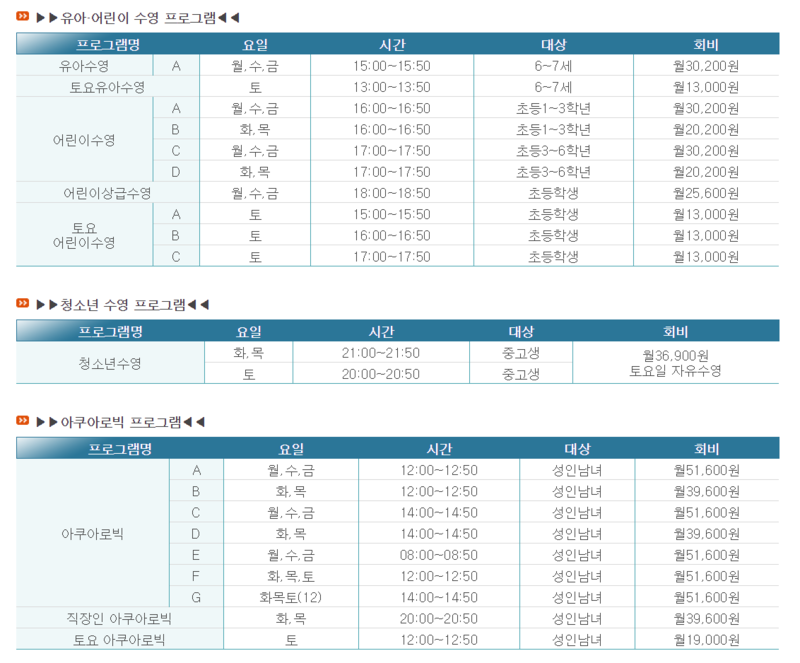 ▶▶유아·어린이 수영 프로그램◀◀
프로그램명 요일 시간 대상 회비
유아수영 A 월,수,금 15:00~15:50 6~7세 월30,200원
토요유아수영 토 13:00~13:50 6~7세 월13,000원
어린이수영 A 월,수,금 16:00~16:50 초등1~3학년 월30,200원
B 화,목 16:00~16:50 초등1~3학년 월20,200원
C 월,수,금 17:00~17:50 초등3~6학년 월30,200원
D 화,목 17:00~17:50 초등3~6학년 월20,200원
어린이상급수영 월,수,금 18:00~18:50 초등학생 월25,600원
토요
어린이수영 A 토 15:00~15:50 초등학생 월13,000원
B 토 16:00~16:50 초등학생 월13,000원
C 토 17:00~17:50 초등학생 월13,000원
▶▶청소년 수영 프로그램◀◀
프로그램명 요일 시간 대상 회비
청소년수영 화,목 21:00~21:50 중고생 월36,900원
토 20:00~20:50 중고생 토요일 자유수영
▶▶아쿠아로빅 프로그램◀◀
프로그램명 요일 시간 대상 회비
아쿠아로빅 A 월,수,금 12:00~12:50 성인남녀 월51,600원
B 화,목 12:00~12:50 성인남녀 월39,600원
C 월,수,금 14:00~14:50 성인남녀 월51,600원
D 화,목 14:00~14:50 성인남녀 월39,600원
E 월,수,금 08:00~08:50 성인남녀 월51,600원
F 화,목,토 12:00~12:50 성인남녀 월51,600원
G 화목토(12) 14:00~14:50 성인남녀 월51,600원
직장인 아쿠아로빅 화,목 20:00~20:50 성인남녀 월39,600원
토요 아쿠아로빅 토 12:00~12:50 성인남녀 월19,000원